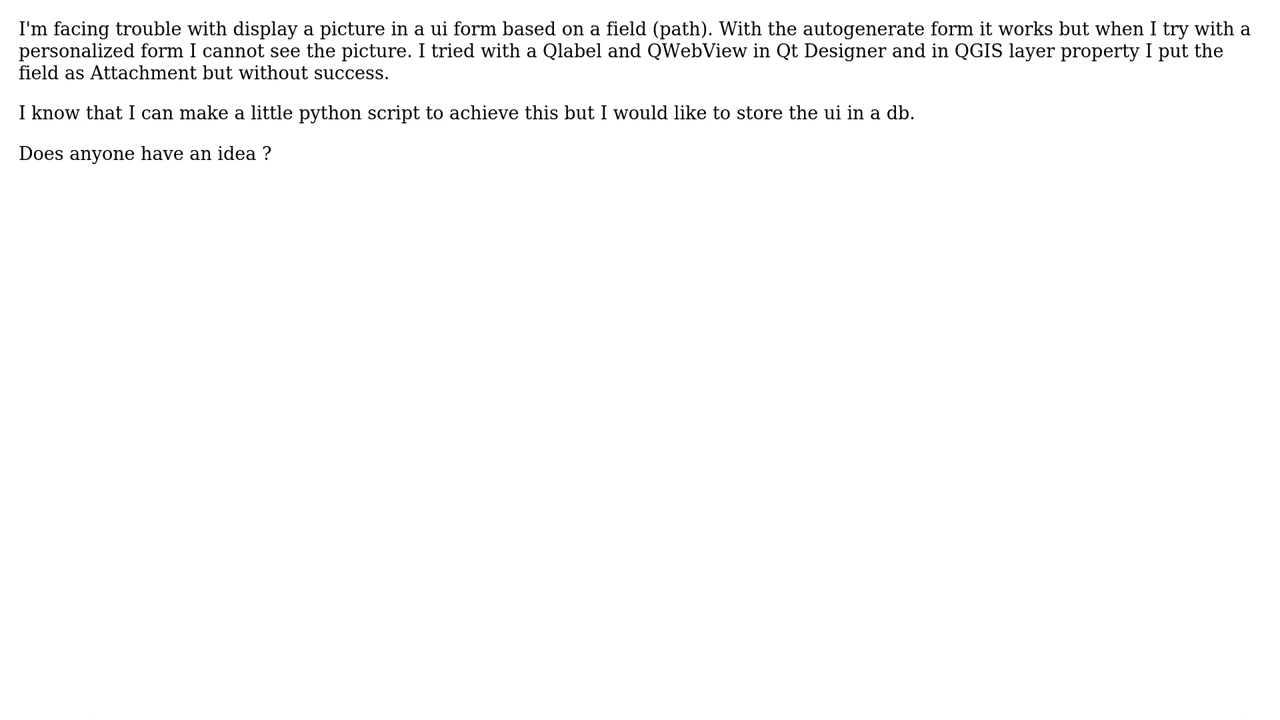 I'm facing trouble with display a picture in a ui form based on a field (path). With the autogenerate form it works but when I try with a
personalized form I cannot see the picture. I tried with a Qlabel and QWebView in Qt Designer and in QGIS layer property I put the
field as Attachment but without success.
I know that I can make a little python script to achieve this but I would like to store the ui in a db.
Does anyone have an idea ?